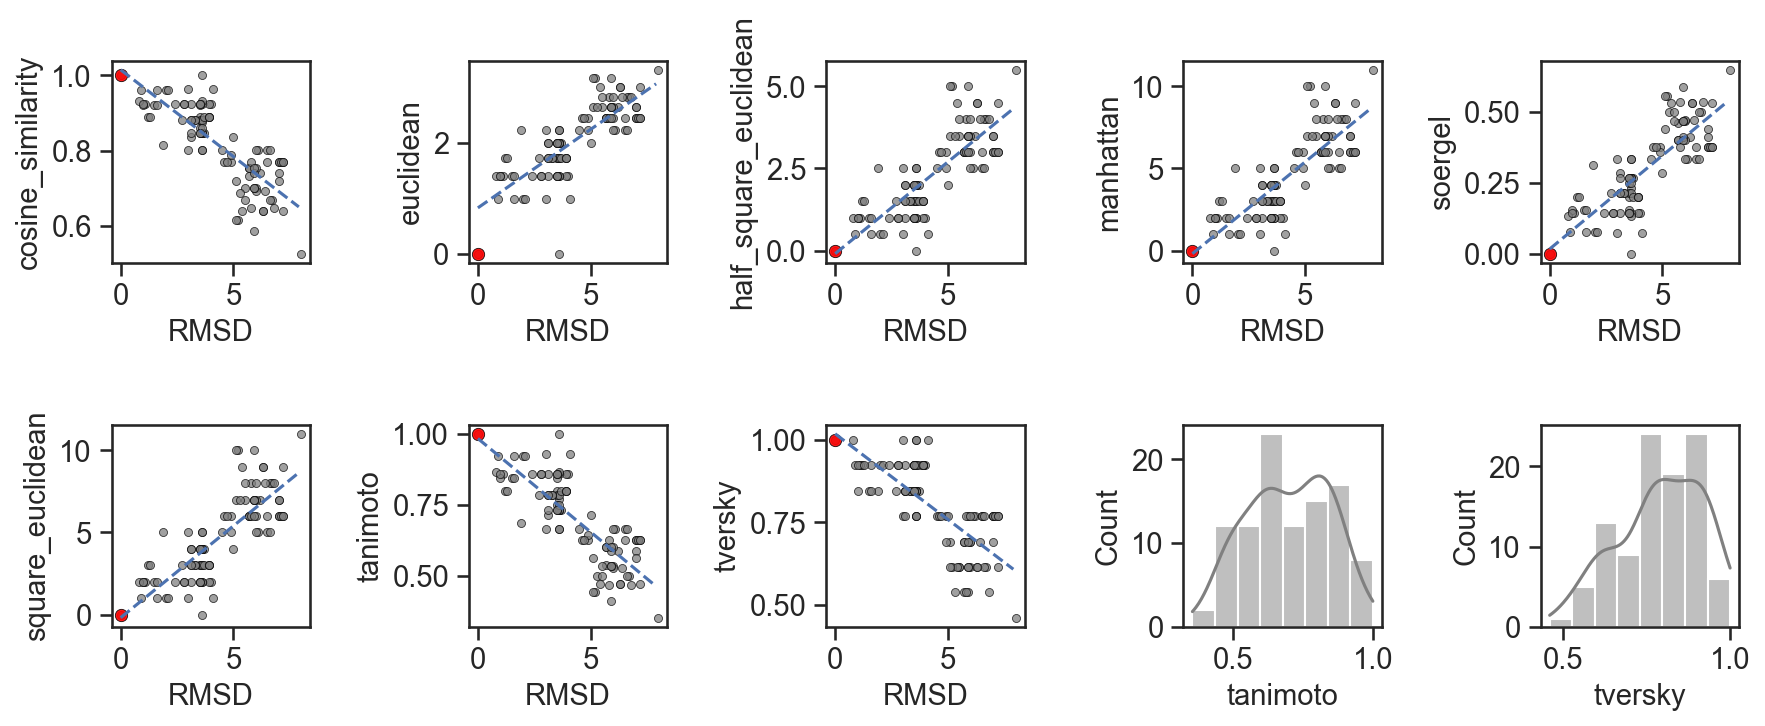 cosine_similarity
1.0
0.8
0.6
0
5
RMSD
euclidean
2
0
0
5
RMSD
half_square_euclidean
5.0
2.5
0.0
0
5
RMSD
manhattan
10
5
0
0
5
RMSD
soergel
0.50
0.25
0.00
0
5
RMSD
square_euclidean
10
5
0
0
5
RMSD
tanimoto
1.00
0.75
0.50
0
5
RMSD
tversky
1.00
0.75
0.50
0
5
RMSD
Count
20
10
0
0.5
1.0
tanimoto
Count
20
10
0
0.5
1.0
tversky